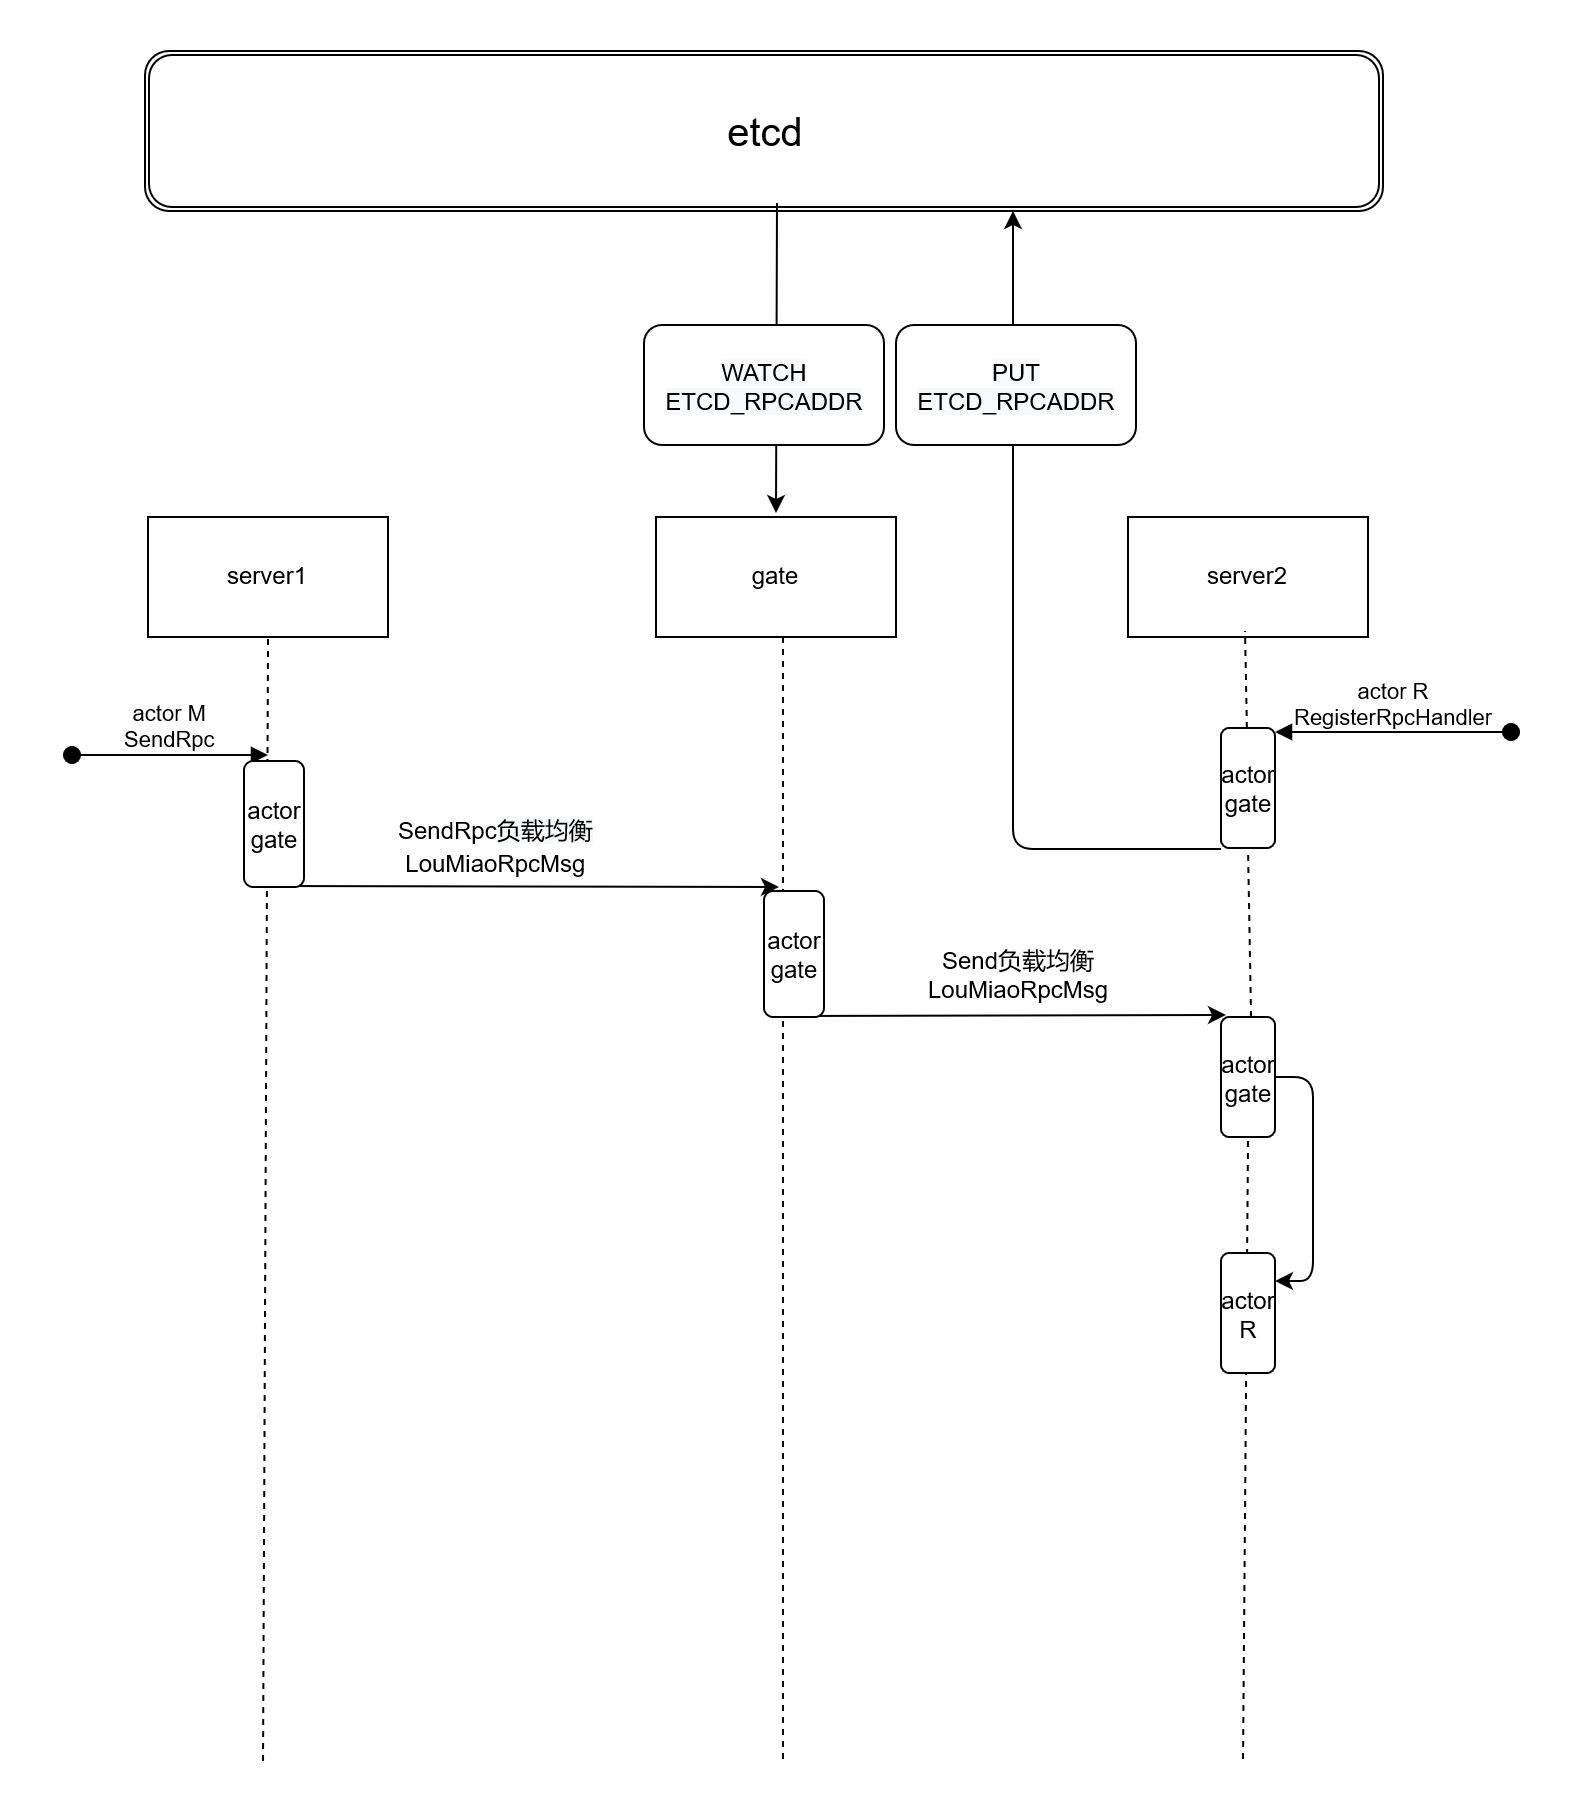 etcd
WATCH
ETCD_RPCADDR
PUT
ETCD_RPCADDR
server1
gate
server2
actor M
SendRpc
actor R
RegisterRpcHandler
actor
gate
actor
gate
SendRpc负载均衡
LouMiaoRpcMsg
actor
gate
Send负载均衡
LouMiaoRpcMsg
actor
gate
actor
R